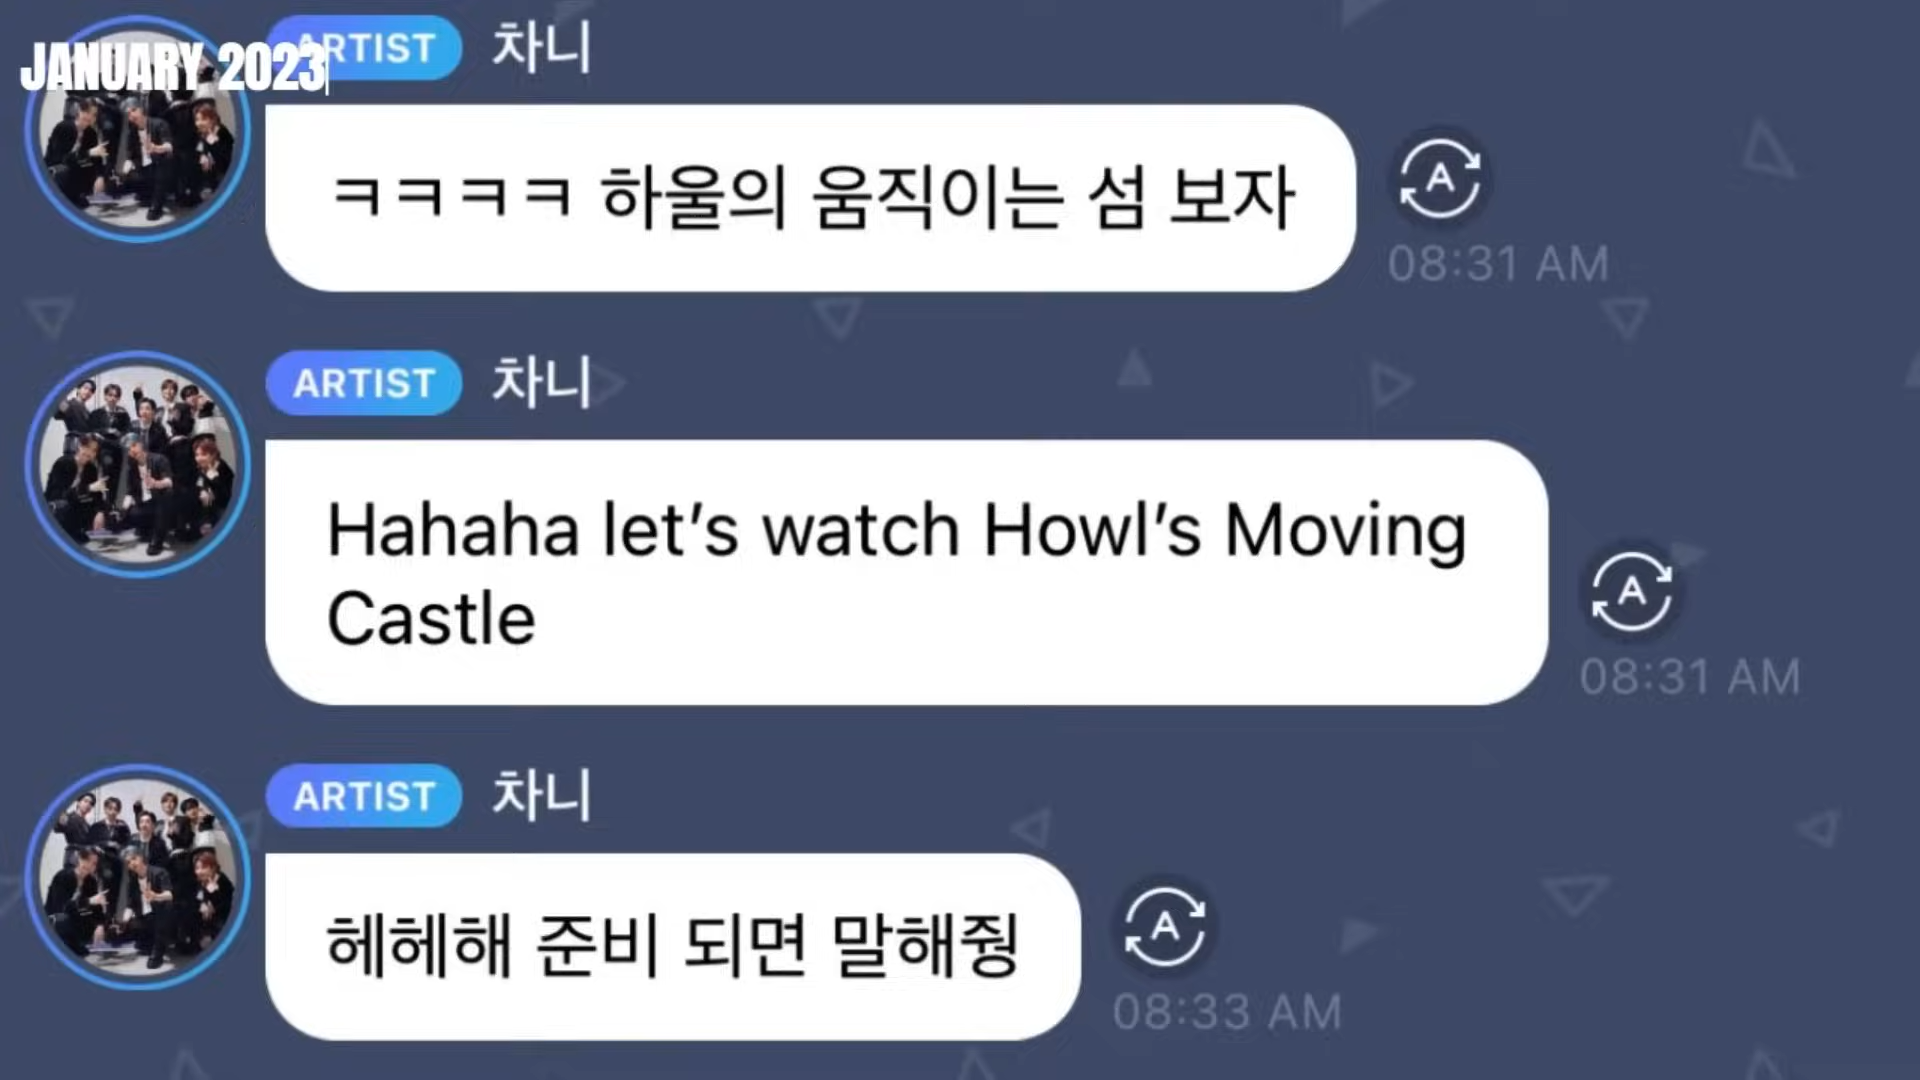 JANUARY 2023
ARTIST 차니
ㅋㅋㅋㅋ 하울의 움직이는 섬 보자
08:31 AM
ARTIST 차니
Hahaha let’s watch Howl’s Moving
Castle
08:31 AM
ARTIST 차니
헤헤해 준비 되면 말해줭
08:33 AM